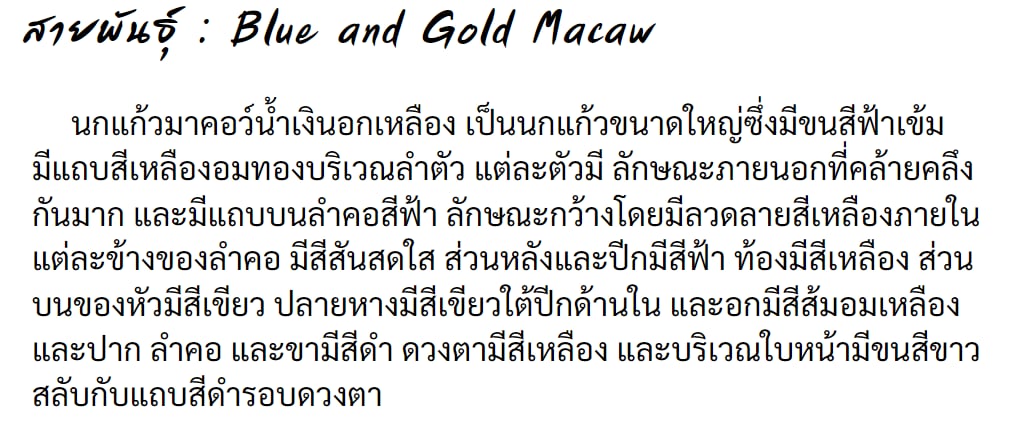 สายพันธุ์ : Blue and Gold Macaw
นกแก้วมาคอว์น้ำเงินอกเหลือง เป็นนกแก้วขนาดใหญ่ซึ่งมีขนสีฟ้าเข้ม
มีแถบสีเหลืองอมทองบริเวณลำตัว แต่ละตัวมี ลักษณะภายนอกที่คล้ายคลึง
กันมาก และมีแถบบนลำคอสีฟ้า ลักษณะกว้างโดยมีลวดลายสีเหลืองภายใน
แต่ละข้างของลำคอ มีสีสันสดใส ส่วนหลังและปีกมีสีฟ้า ท้องมีสีเหลือง ส่วน
บนของหัวมีสีเขียว ปลายหางมีสีเขียวใต้ปีกด้านใน และอกมีสีส้มอมเหลือง
และปาก ลำคอ และขามีสีดำ ดวงตามีสีเหลือง และบริเวณใบหน้ามีขนสีขาว
สลับกับแถบสีดำรอบดวงตา